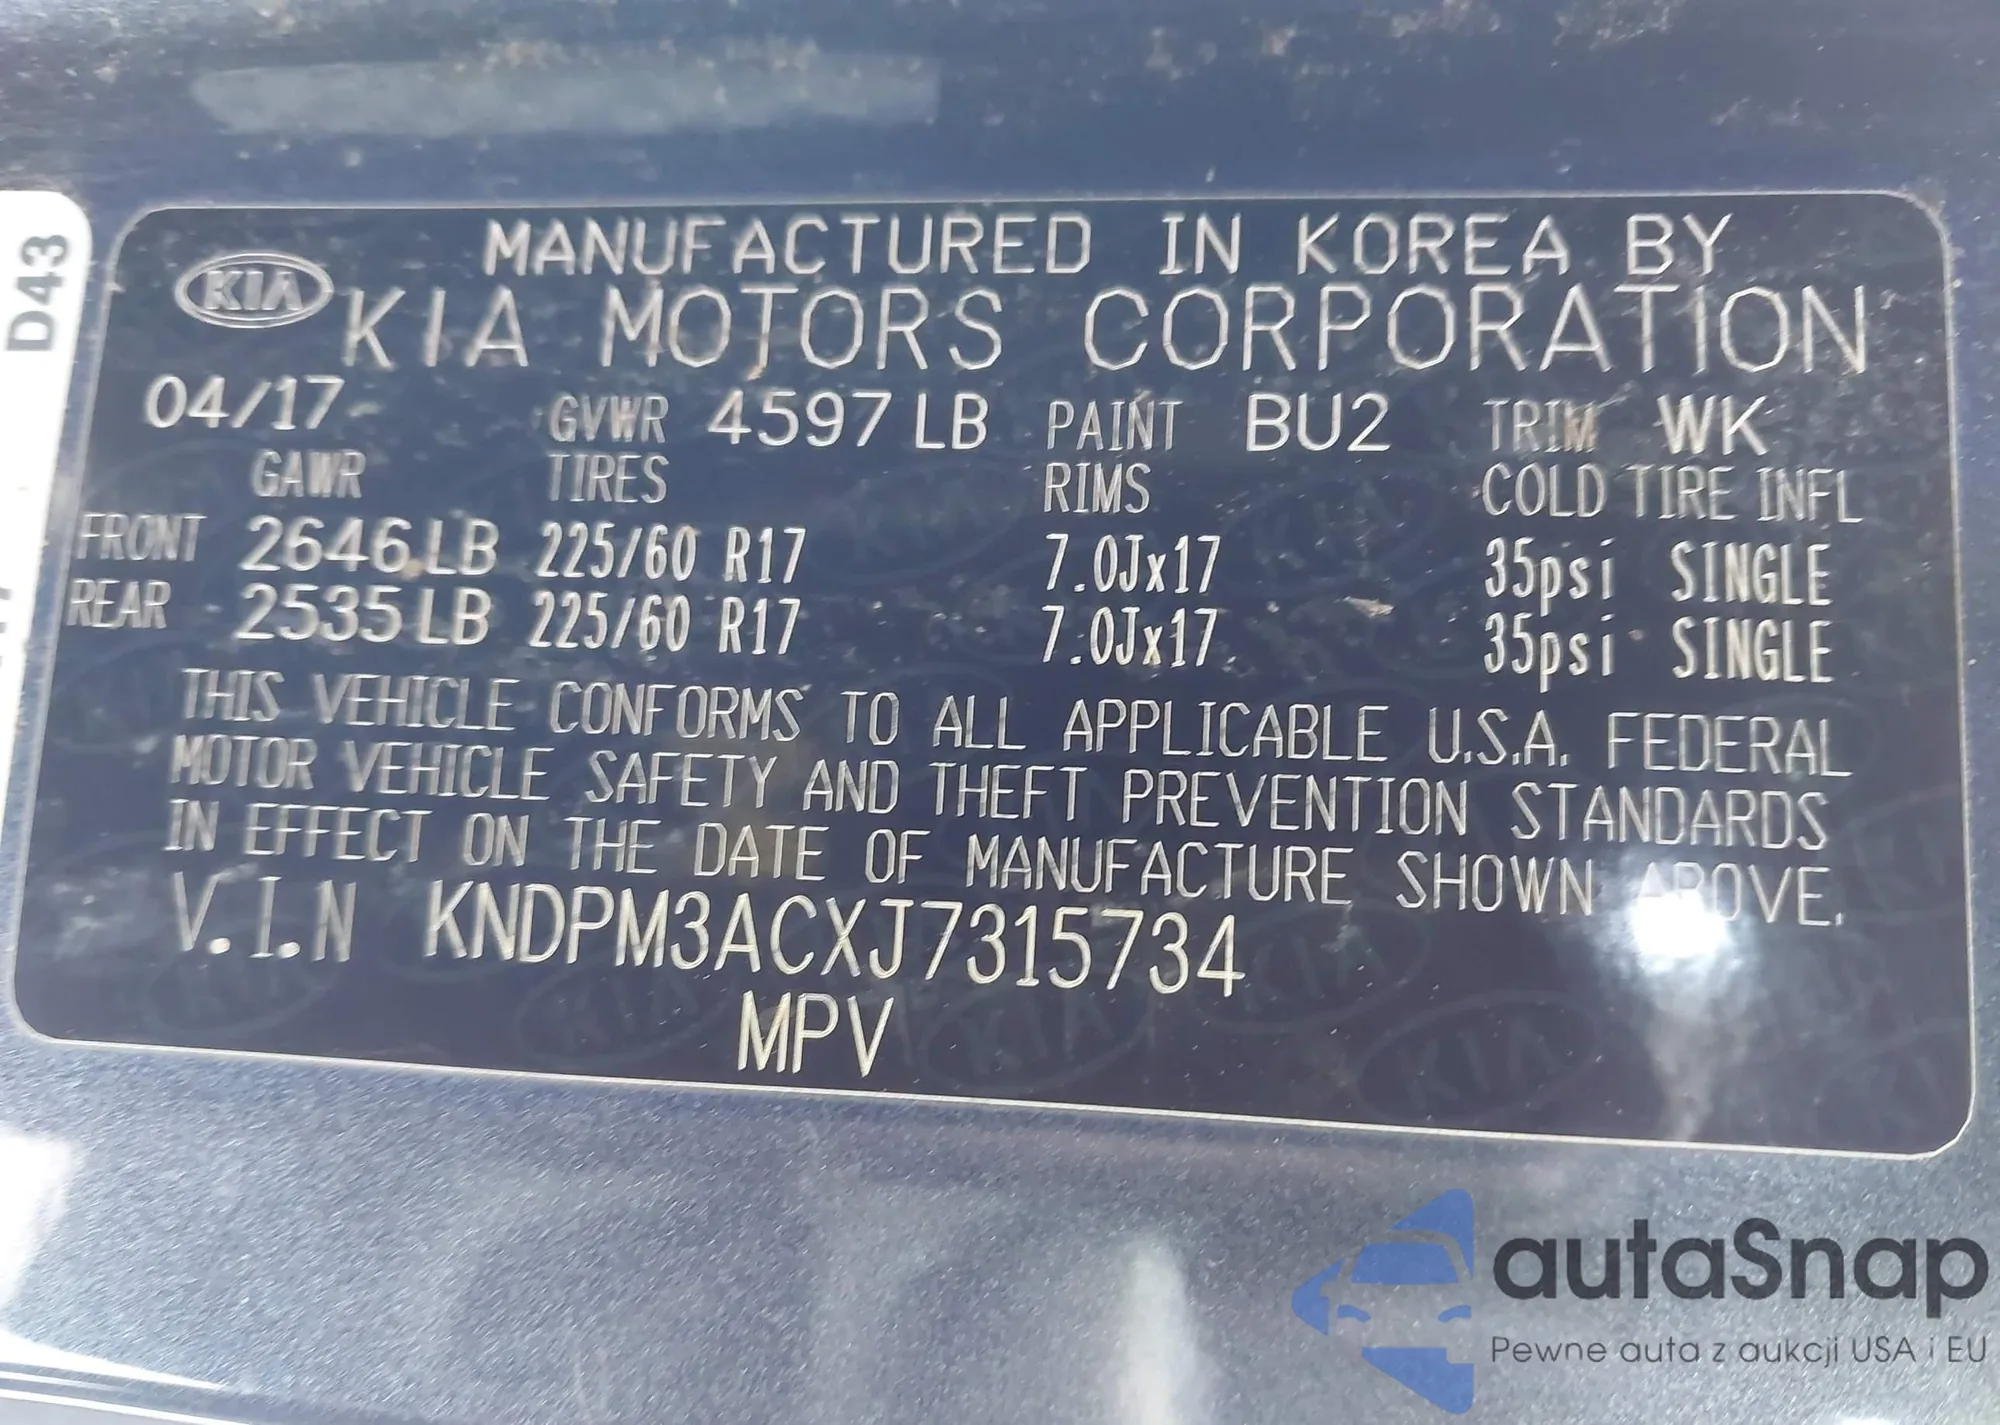 D43
KIA
MANUFACTURED IN KOREA BY
KIA MOTORS CORPORATION
04/17 GVWR 4597 LB PAINT BU2 TRIM WK
GAWR TIRES RIMS COLD TIRE INFL
FRONT 2646 LB 225/60 R17 7.0Jx17 35psi SINGLE
REAR 2535 LB 225/60 R17 7.0Jx17 35psi SINGLE
THIS VEHICLE CONFORMS TO ALL APPLICABLE U.S.A. FEDERAL
MOTOR VEHICLE SAFETY AND THEFT PREVENTION STANDARDS
IN EFFECT ON THE DATE OF MANUFACTURE SHOWN ABOVE.
V.I.N KNDPM3ACXJ7315734
MPV
autaSnap
Pewne auta z aukcji USA i EU